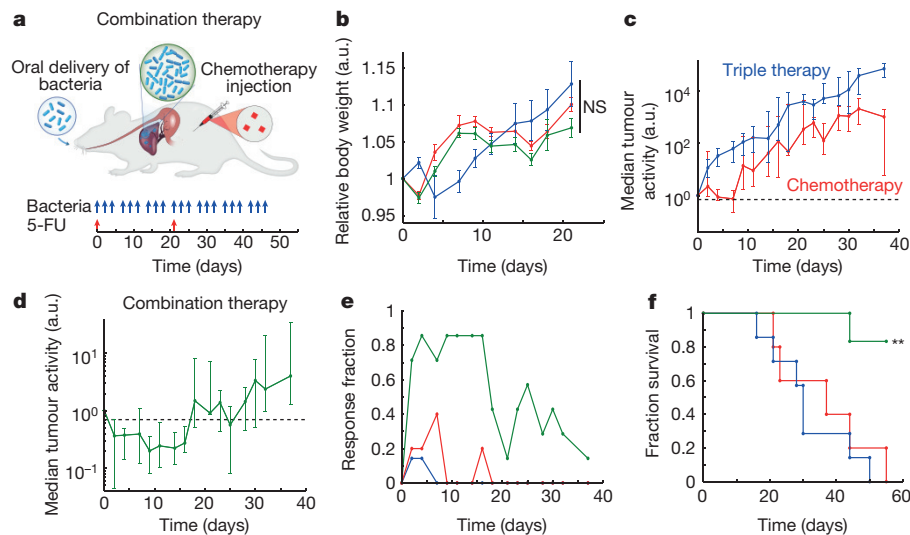 a
Combination therapy
Oral delivery of
bacteria
Chemotherapy
injection
Bacteria
5-FU
0 10 20 30 40 50
Time (days)
b
Relative body weight (a.u.)
1.15
1.1
1.05
1
0.95
NS
0 10 20
Time (days)
c
Median tumour
activity (a.u.)
10⁴
10²
10⁰
Triple therapy
Chemotherapy
0 10 20 30 40
Time (days)
d
Combination therapy
Median tumour activity (a.u.)
10¹
10⁰
10⁻¹
0 10 20 30 40
Time (days)
e
Response fraction
1
0.8
0.6
0.4
0.2
0
0 10 20 30 40
Time (days)
f
Fraction survival
1
0.8
0.6
0.4
0.2
0
**
0 20 40 60
Time (days)